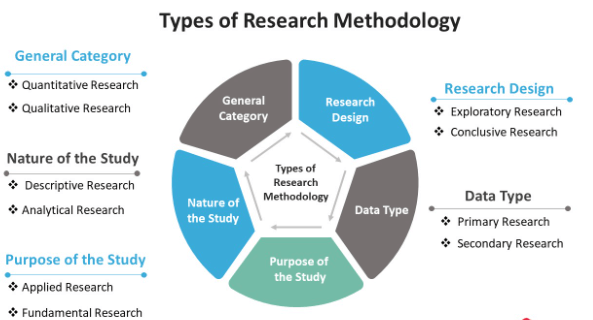 Types of Research Methodology
General Category
❖ Quantitative Research
❖ Qualitative Research
Nature of the Study
❖ Descriptive Research
❖ Analytical Research
Purpose of the Study
❖ Applied Research
❖ Fundamental Research
General
Category
Research
Design
Nature of
the Study
Types of
Research
Methodology
Data Type
Purpose of
the Study
Research Design
❖ Exploratory Research
❖ Conclusive Research
Data Type
❖ Primary Research
❖ Secondary Research